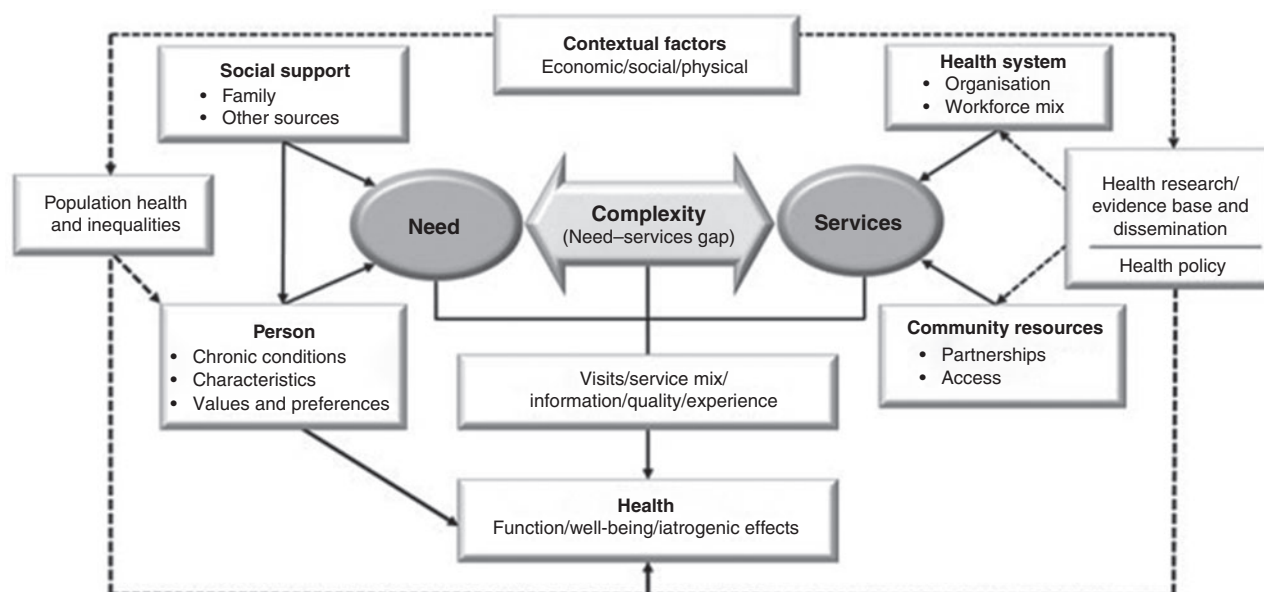 Contextual factors
Economic/social/physical
Social support
• Family
• Other sources
Health system
• Organisation
• Workforce mix
Population health
and inequalities
Need
Complexity
(Need–services gap)
Services
Health research/
evidence base and
dissemination
Health policy
Person
• Chronic conditions
• Characteristics
• Values and preferences
Visits/service mix/
information/quality/experience
Community resources
• Partnerships
• Access
Health
Function/well-being/iatrogenic effects